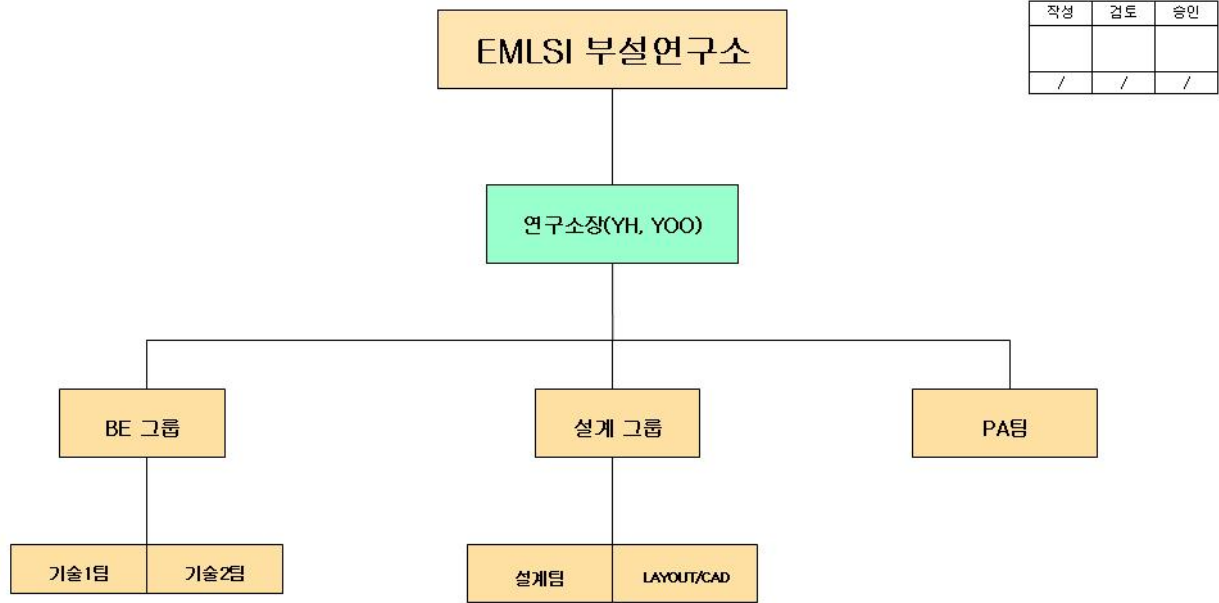 작성 검토 승인
/ / /
EMLSI 부설연구소
연구소장(YH, YOO)
BE 그룹 설계 그룹 PA팀
기술1팀 기술2팀 설계팀 LAYOUT/CAD